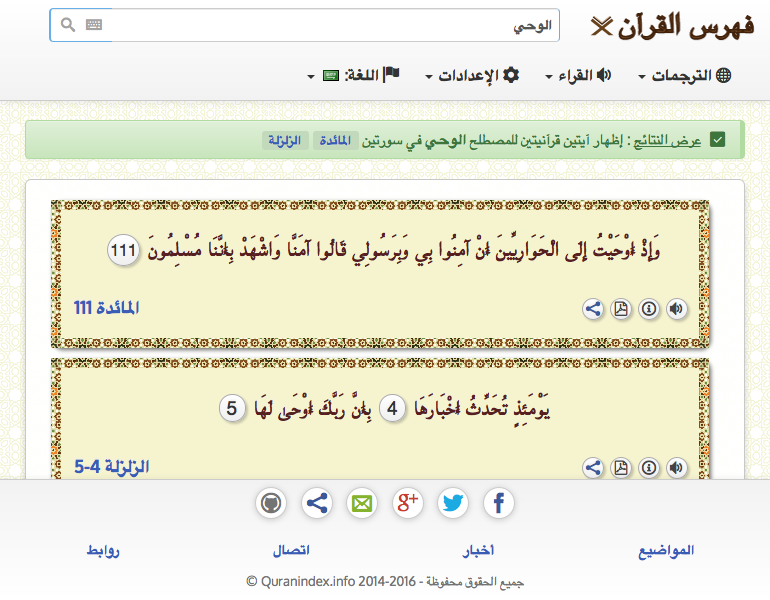 فهرس القرآن
الوحي
الترجمات
القراء
الإعدادات
اللغة:
عرض النتائج : إظهار آيتين قرآنيتين للمصطلح الوحي في سورتين المائدة الزلزلة
وَإِذْ أَوْحَيْتُ إِلَى الْحَوَارِيِّينَ أَنْ آمِنُوا بِي وَبِرَسُولِي قَالُوا آمَنَّا وَاشْهَدْ بِأَنَّنَا مُسْلِمُونَ 111
المائدة 111
يَوْمَئِذٍ تُحَدِّثُ أَخْبَارَهَا 4 بِأَنَّ رَبَّكَ أَوْحَى لَهَا 5
الزلزلة 4-5
المواضيع
أخبار
اتصال
روابط
جميع الحقوق محفوظة - Quranindex.info 2014-2016 ©